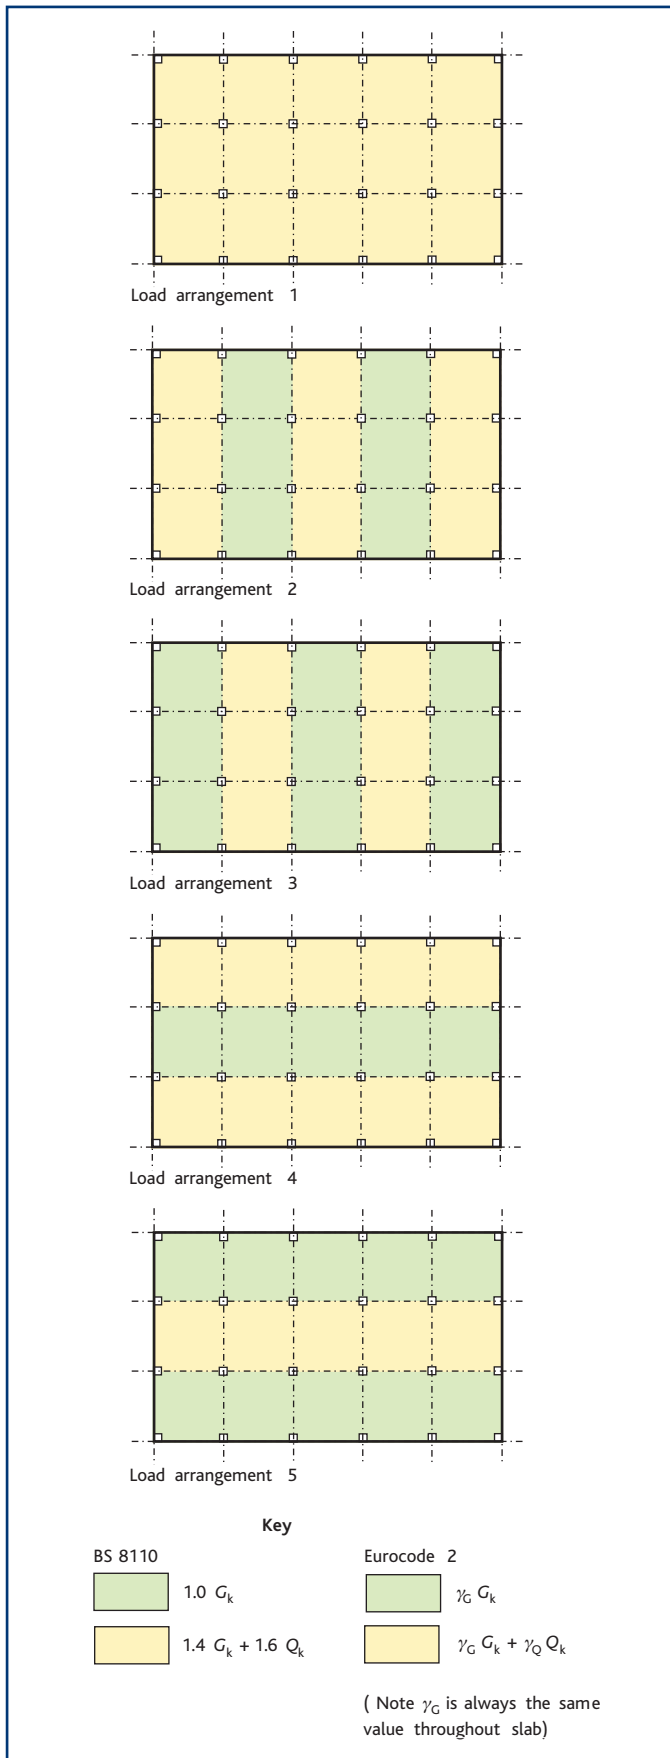 Load arrangement 1
Load arrangement 2
Load arrangement 3
Load arrangement 4
Load arrangement 5
Key
BS 8110
1.0 Gk
1.4 Gk + 1.6 Qk
Eurocode 2
γG Gk
γG Gk + γQ Qk
( Note γG is always the same
value throughout slab)